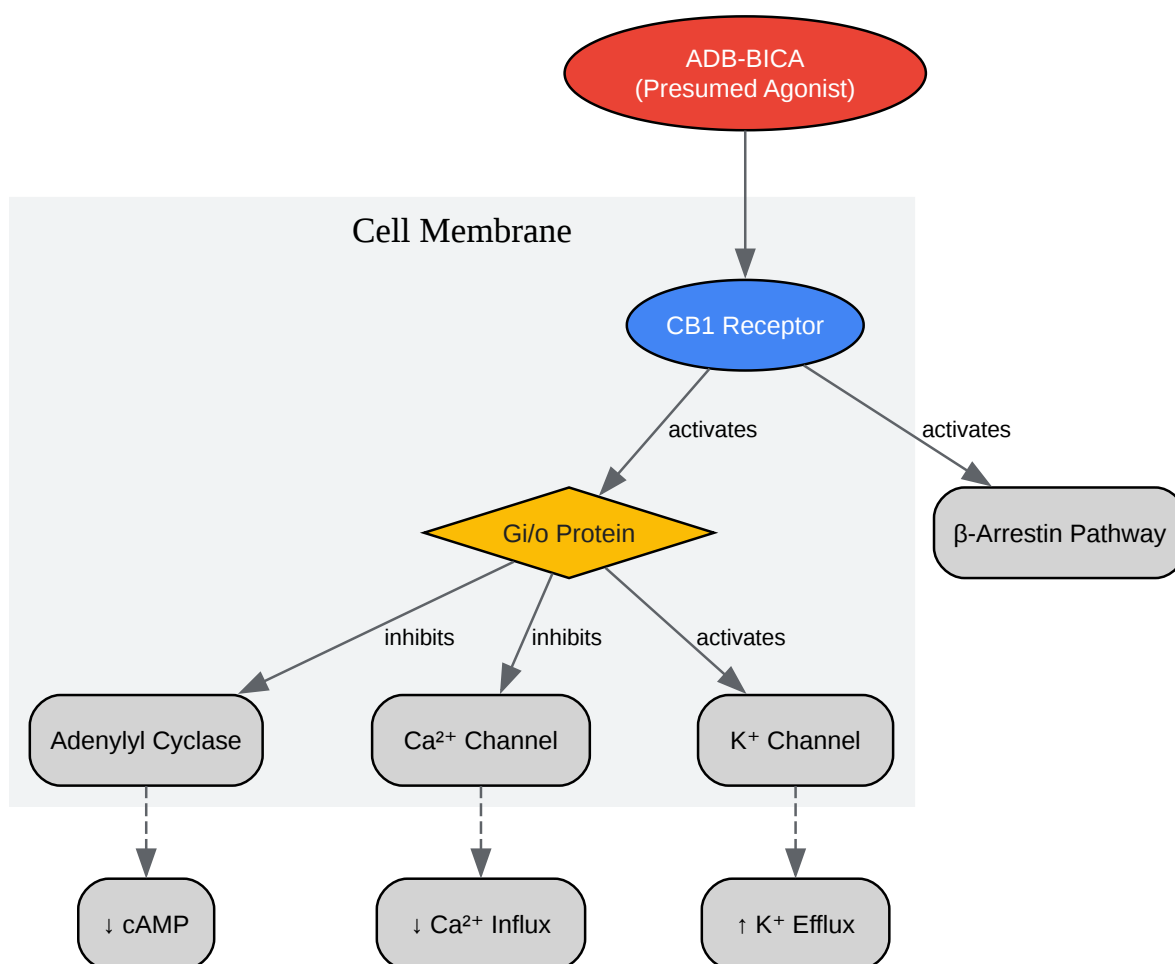 ADB-BICA
(Presumed Agonist)
Cell Membrane
CB1 Receptor
activates
activates
Gi/o Protein
β-Arrestin Pathway
inhibits
inhibits
activates
Adenylyl Cyclase
Ca²⁺ Channel
K⁺ Channel
↓ cAMP
↓ Ca²⁺ Influx
↑ K⁺ Efflux